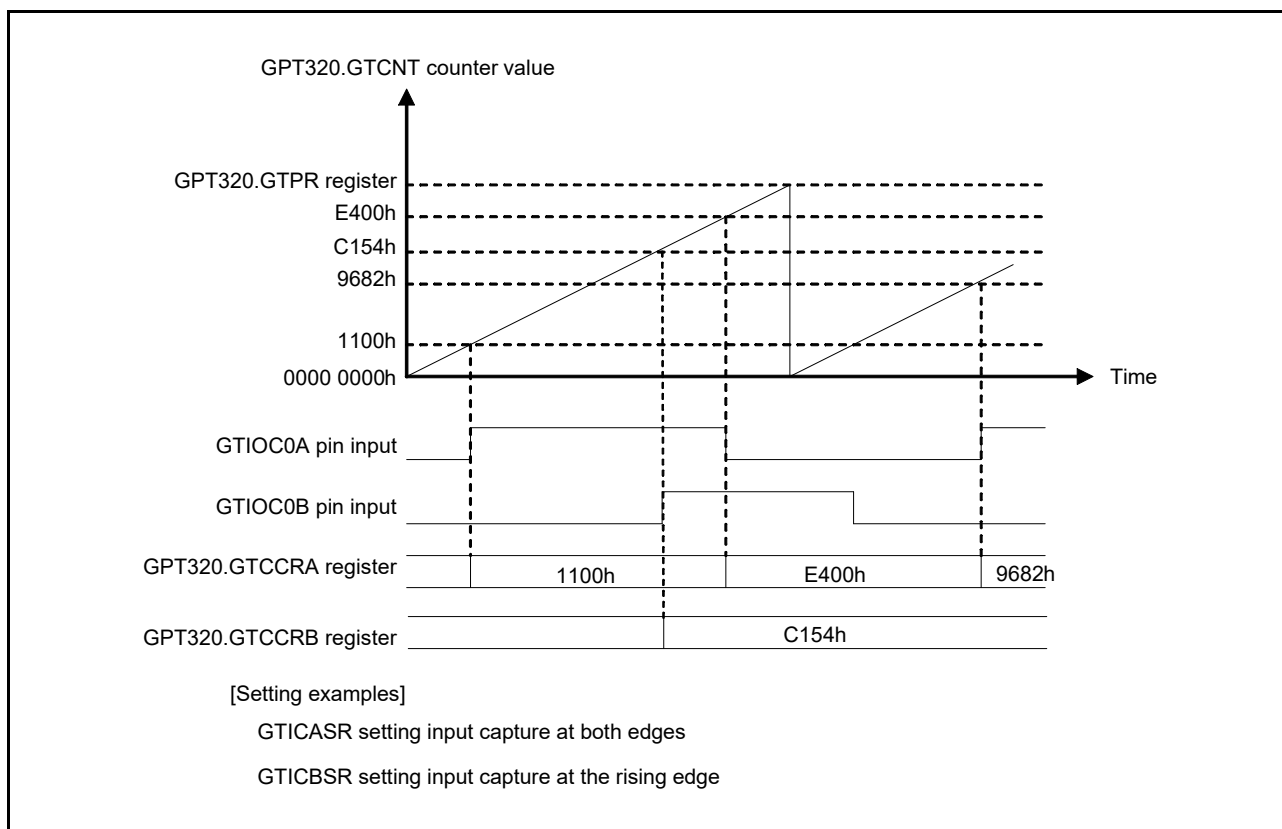 GPT320.GTCNT counter value
GPT320.GTPR register
E400h
C154h
9682h
1100h
0000 0000h
Time
GTIOC0A pin input
GTIOC0B pin input
GPT320.GTCCRA register
1100h
E400h
9682h
GPT320.GTCCRB register
C154h
[Setting examples]
GTICASR setting input capture at both edges
GTICBSR setting input capture at the rising edge